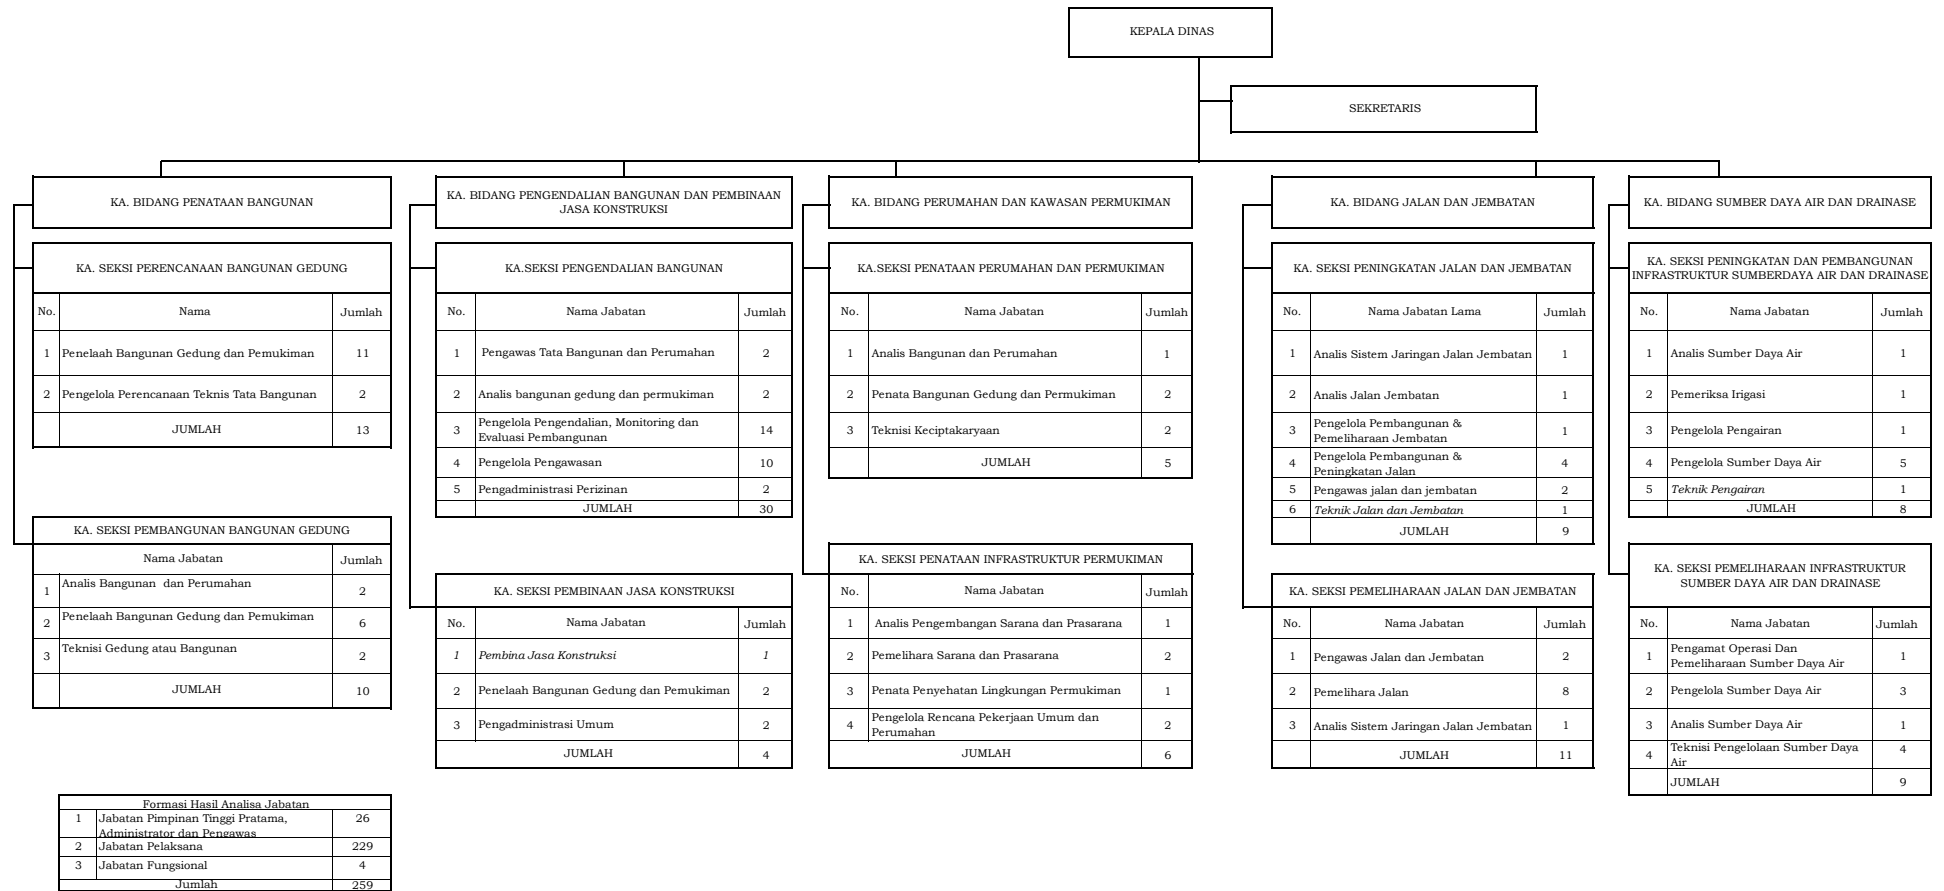 KEPALA DINAS
SEKRETARIS
KA. BIDANG PENATAAN BANGUNAN
KA. SEKSI PERENCANAAN BANGUNAN GEDUNG
No. Nama Jumlah
1 Penelaah Bangunan Gedung dan Pemukiman 11
2 Pengelola Perencanaan Teknis Tata Bangunan 2
JUMLAH 13
KA. SEKSI PEMBANGUNAN BANGUNAN GEDUNG
Nama Jabatan Jumlah
1 Analis Bangunan dan Perumahan 2
2 Penelaah Bangunan Gedung dan Pemukiman 6
3 Teknisi Gedung atau Bangunan 2
JUMLAH 10
KA. BIDANG PENGENDALIAN BANGUNAN DAN PEMBINAAN
JASA KONSTRUKSI
KA.SEKSI PENGENDALIAN BANGUNAN
No. Nama Jabatan Jumlah
1 Pengawas Tata Bangunan dan Perumahan 2
2 Analis bangunan gedung dan permukiman 2
3 Pengelola Pengendalian, Monitoring dan
Evaluasi Pembangunan 14
4 Pengelola Pengawasan 10
5 Pengadministrasi Perizinan 2
JUMLAH 30
KA. SEKSI PEMBINAAN JASA KONSTRUKSI
No. Nama Jabatan Jumlah
1 Pembina Jasa Konstruksi 1
2 Penelaah Bangunan Gedung dan Pemukiman 2
3 Pengadministrasi Umum 2
JUMLAH 4
KA. BIDANG PERUMAHAN DAN KAWASAN PERMUKIMAN
KA.SEKSI PENATAAN PERUMAHAN DAN PERMUKIMAN
No. Nama Jabatan Jumlah
1 Analis Bangunan dan Perumahan 1
2 Penata Bangunan Gedung dan Permukiman 2
3 Teknisi Keciptakaryaan 2
JUMLAH 5
KA. SEKSI PENATAAN INFRASTRUKTUR PERMUKIMAN
No. Nama Jabatan Jumlah
1 Analis Pengembangan Sarana dan Prasarana 1
2 Pemelihara Sarana dan Prasarana 2
3 Penata Penyehatan Lingkungan Permukiman 1
4 Pengelola Rencana Pekerjaan Umum dan
Perumahan 2
JUMLAH 6
KA. BIDANG JALAN DAN JEMBATAN
KA. SEKSI PENINGKATAN JALAN DAN JEMBATAN
No. Nama Jabatan Lama Jumlah
1 Analis Sistem Jaringan Jalan Jembatan 1
2 Analis Jalan Jembatan 1
3 Pengelola Pembangunan &
Pemeliharaan Jembatan 1
4 Pengelola Pembangunan &
Peningkatan Jalan 4
5 Pengawas jalan dan jembatan 2
6 Teknik Jalan dan Jembatan 1
JUMLAH 9
KA. SEKSI PEMELIHARAAN JALAN DAN JEMBATAN
No. Nama Jabatan Jumlah
1 Pengawas Jalan dan Jembatan 2
2 Pemelihara Jalan 8
3 Analis Sistem Jaringan Jalan Jembatan 1
JUMLAH 11
KA. BIDANG SUMBER DAYA AIR DAN DRAINASE
KA. SEKSI PENINGKATAN DAN PEMBANGUNAN
INFRASTRUKTUR SUMBERDAYA AIR DAN DRAINASE
No. Nama Jabatan Jumlah
1 Analis Sumber Daya Air 1
2 Pemeriksa Irigasi 1
3 Pengelola Pengairan 1
4 Pengelola Sumber Daya Air 5
5 Teknik Pengairan 1
JUMLAH 8
KA. SEKSI PEMELIHARAAN INFRASTRUKTUR
SUMBER DAYA AIR DAN DRAINASE
No. Nama Jabatan Jumlah
1 Pengamat Operasi Dan
Pemeliharaan Sumber Daya Air 1
2 Pengelola Sumber Daya Air 3
3 Analis Sumber Daya Air 1
4 Teknisi Pengelolaan Sumber Daya
Air 4
JUMLAH 9
Formasi Hasil Analisa Jabatan
1 Jabatan Pimpinan Tinggi Pratama,
Administrator dan Pengawas 26
2 Jabatan Pelaksana 229
3 Jabatan Fungsional 4
Jumlah 259